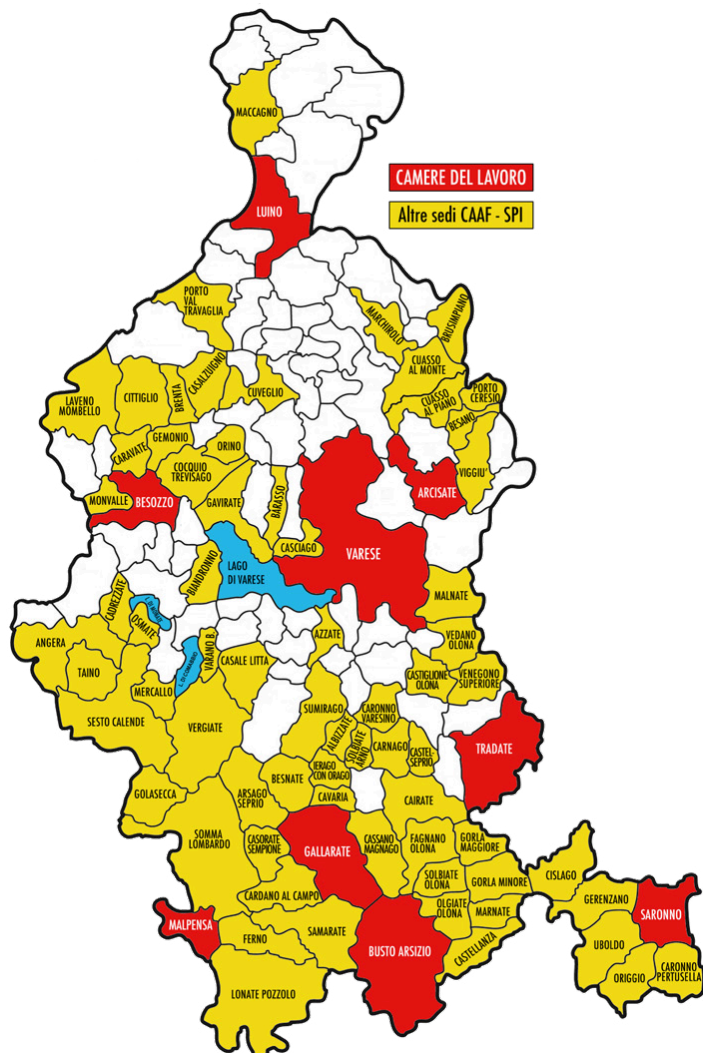 MACCAGNO
CAMERE DEL LAVORO
LUINO
Altre sedi CAAF - SPI
PORTO
VAL
TRAVAGLIA
MARCHIROLO
BRUSIMPIANO
CUASSO
AL MONTE
LAVENO
MOMBELLO
CITTIGLIO
BRENTA
CASALZUIGNO
CUVEGLIO
CUASSO
AL PIANO
PORTO
CERESIO
BESANO
CARAVATE
GEMONIO
ORINO
COCQUIO
TREVISAGO
VIGGIU'
MONVALLE
BESOZZO
GAVIRATE
BARASSO
ARCISATE
CASCIAGO
VARESE
BIANDRONNO
LAGO
DI VARESE
CADREZZATE
OSMATE
MALNATE
ANGERA
TAINO
MERCALLO
L. DI COMABBIO
VARANO B.
CASALE LITTA
AZZATE
VEDANO
OLONA
CASTIGLIONE
OLONA
VENEGONO
SUPERIORE
SESTO CALENDE
VERGIATE
SUMIRAGO
ALBIZZATE
CARONNO
VARESINO
SOLBIATE
ARNO
CARNAGO
CASTEL-
SEPRIO
TRADATE
GOLASECCA
ARSAGO
SEPRIO
BESNATE
JERAGO
CON ORAGO
CAVARIA
CAIRATE
SOMMA
LOMBARDO
CASORATE
SEMPIONE
GALLARATE
CASSANO
MAGNAGO
FAGNANO
OLONA
GORLA
MAGGIORE
SOLBIATE
OLONA
GORLA MINORE
CISLAGO
GERENZANO
SARONNO
CARDANO AL CAMPO
OLGIATE
OLONA
MARNATE
MALPENSA
FERNO
SAMARATE
BUSTO ARSIZIO
CASTELLANZA
UBOLDO
ORIGGIO
CARONNO
PERTUSELLA
LONATE POZZOLO